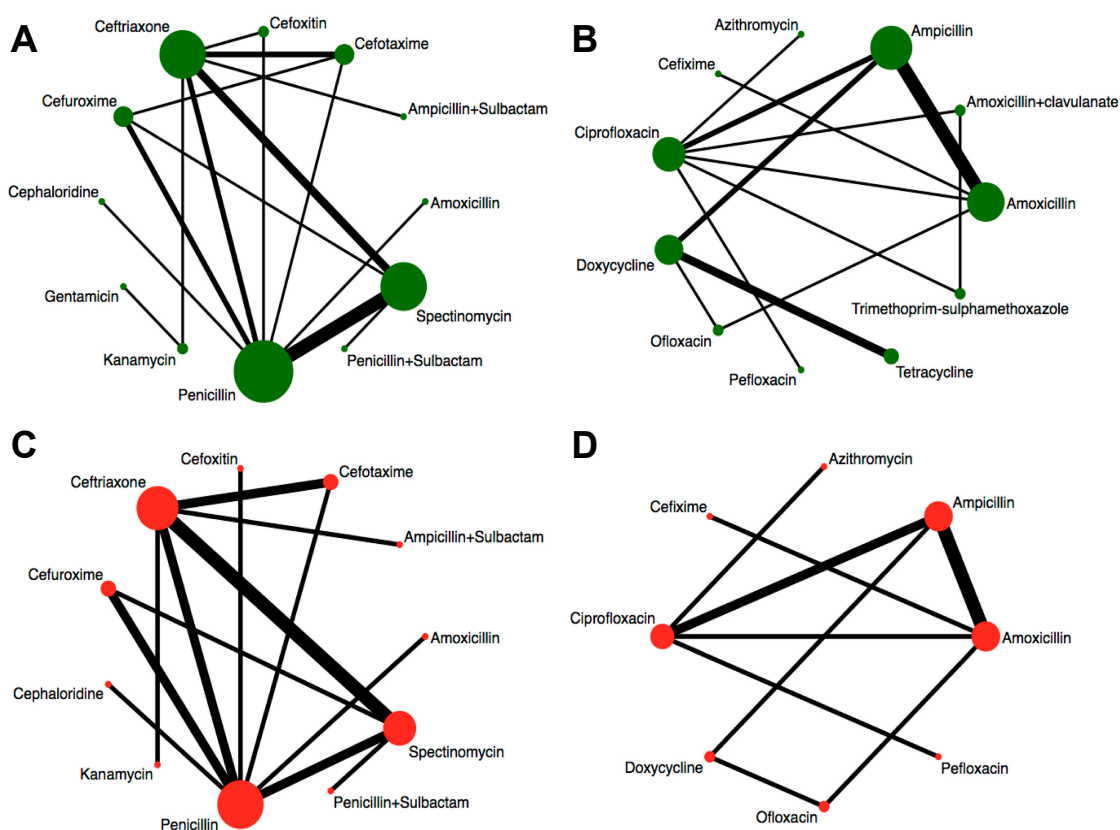 A
Ceftriaxone
Cefoxitin
Cefotaxime
Cefuroxime
Ampicillin+Sulbactam
Cephaloridine
Amoxicillin
Gentamicin
Spectinomycin
Kanamycin
Penicillin+Sulbactam
Penicillin
B
Azithromycin
Ampicillin
Cefixime
Amoxicillin+clavulanate
Ciprofloxacin
Amoxicillin
Doxycycline
Trimethoprim-sulphamethoxazole
Ofloxacin
Tetracycline
Pefloxacin
C
Cefoxitin
Cefotaxime
Ceftriaxone
Ampicillin+Sulbactam
Cefuroxime
Amoxicillin
Cephaloridine
Spectinomycin
Kanamycin
Penicillin+Sulbactam
Penicillin
D
Azithromycin
Ampicillin
Cefixime
Ciprofloxacin
Amoxicillin
Doxycycline
Pefloxacin
Ofloxacin